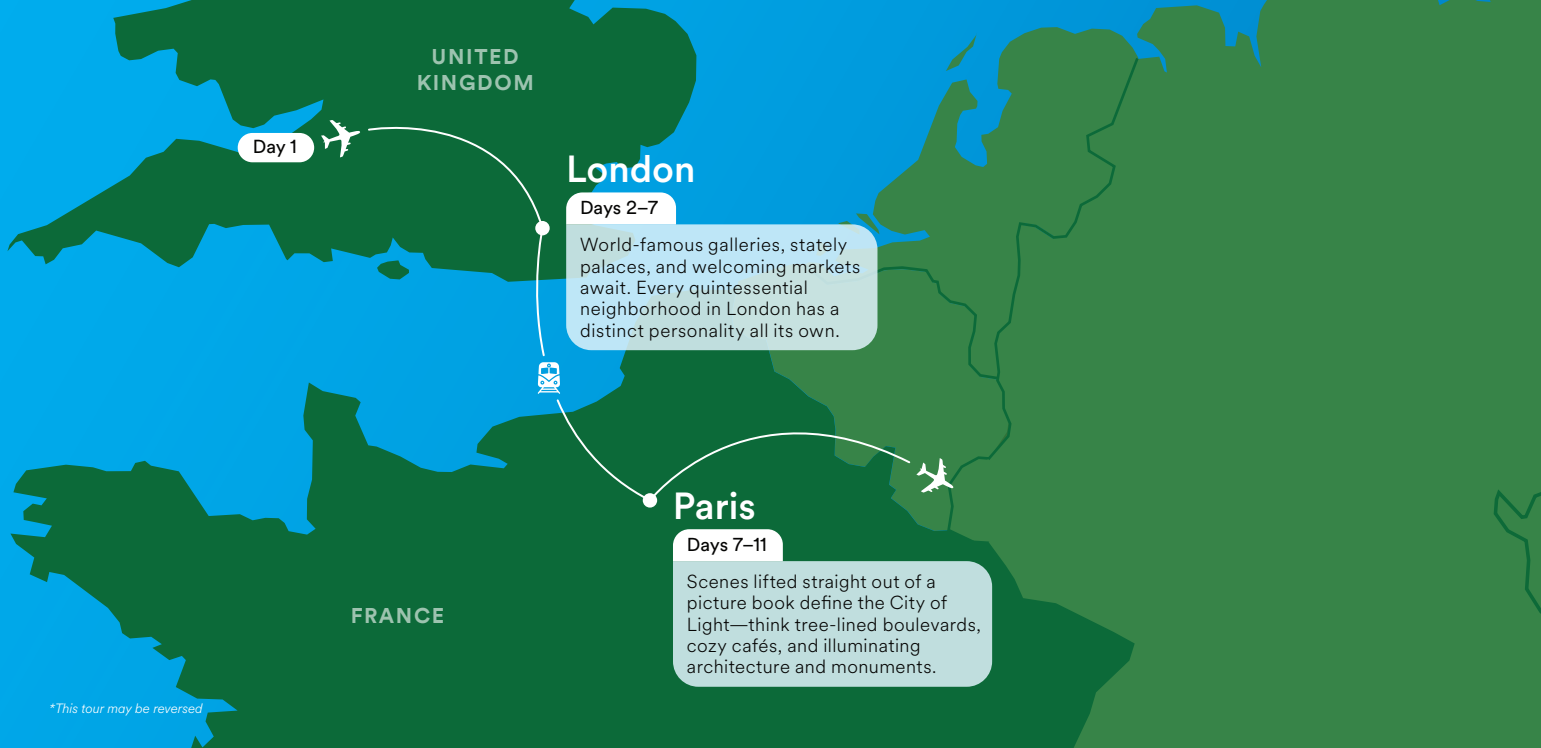 UNITED
KINGDOM
Day 1
London
Days 2–7
World-famous galleries, stately
palaces, and welcoming markets
await. Every quintessential
neighborhood in London has a
distinct personality all its own.
Paris
Days 7–11
Scenes lifted straight out of a
picture book define the City of
Light—think tree-lined boulevards,
cozy cafés, and illuminating
architecture and monuments.
FRANCE
*This tour may be reversed